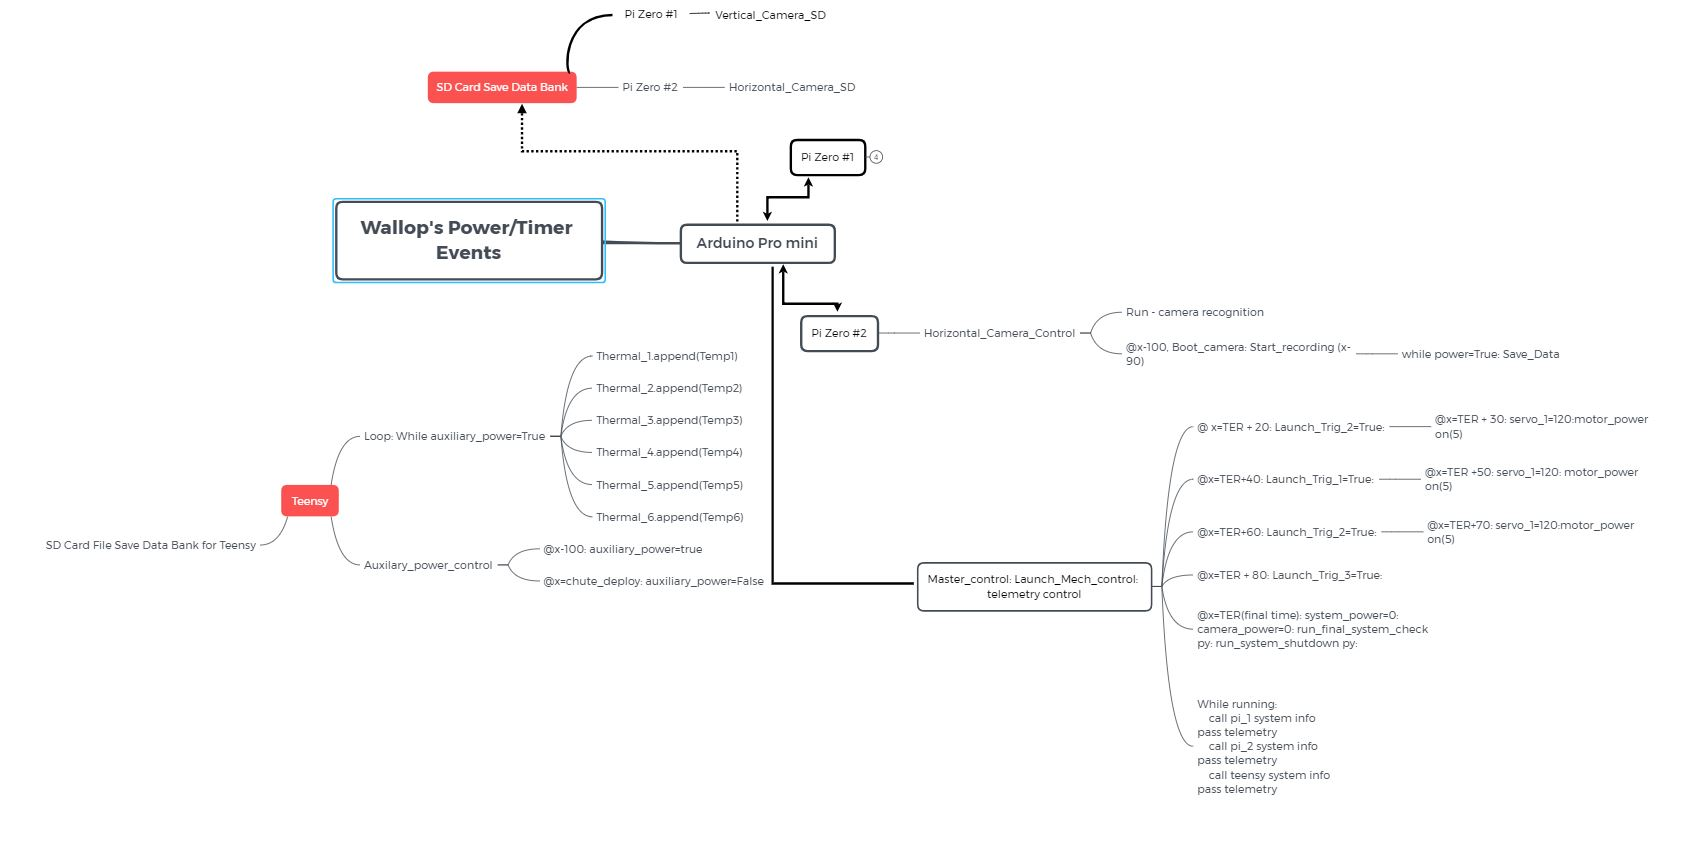 Pi Zero #1
Vertical_Camera_SD
SD Card Save Data Bank
Pi Zero #2
Horizontal_Camera_SD
Pi Zero #1
4
Wallop's Power/Timer
Events
Arduino Pro mini
Pi Zero #2
Horizontal_Camera_Control
Run - camera recognition
@x-100, Boot_camera: Start_recording (x-
90)
while power=True: Save_Data
Thermal_1.append(Temp1)
Thermal_2.append(Temp2)
Thermal_3.append(Temp3)
Thermal_4.append(Temp4)
Thermal_5.append(Temp5)
Thermal_6.append(Temp6)
Loop: While auxiliary_power=True
Teensy
SD Card File Save Data Bank for Teensy
Auxilary_power_control
@x-100: auxiliary_power=true
@x=chute_deploy: auxiliary_power=False
Master_control: Launch_Mech_control:
telemetry control
@ x=TER + 20: Launch_Trig_2=True:
@x=TER + 30: servo_1=120:motor_power
on(5)
@x=TER+40: Launch_Trig_1=True:
@x=TER +50: servo_1=120: motor_power
on(5)
@x=TER+60: Launch_Trig_2=True:
@x=TER+70: servo_1=120:motor_power
on(5)
@x=TER + 80: Launch_Trig_3=True:
@x=TER(final time): system_power=0:
camera_power=0: run_final_system_check
py: run_system_shutdown py:
While running:
call pi_1 system info
pass telemetry
call pi_2 system info
pass telemetry
call teensy system info
pass telemetry